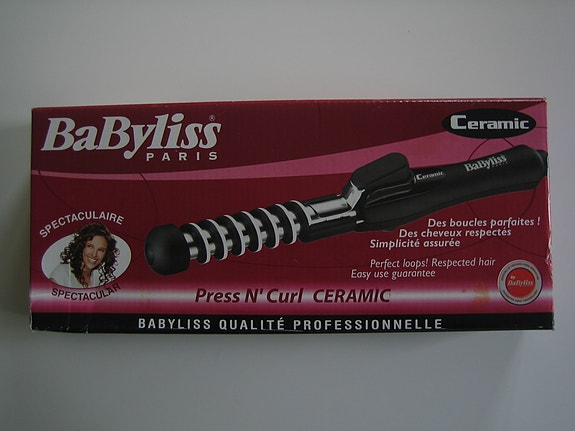 BaByliss®
PARIS
Ceramic
Ceramic
BaByliss
SPECTACULAIRE
SPECTACULAR
Des boucles parfaites !
Des cheveux respectés
Simplicité assurée
Perfect loops! Respected hair
Easy use guarantee
BaByliss
Press N' Curl CERAMIC
BABYLISS QUALITÉ PROFESSIONNELLE